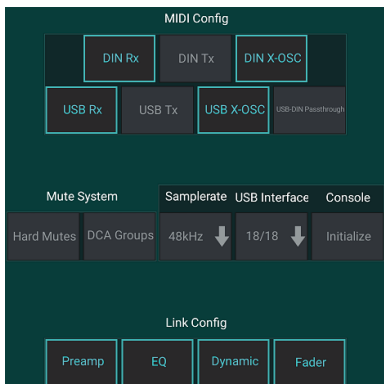 MIDI Config
DIN Rx DIN Tx DIN X-OSC
USB Rx USB Tx USB X-OSC USB-DIN Passthrough
Mute System Samplerate USB Interface Console
Hard Mutes DCA Groups 48kHz 18/18 Initialize
Link Config
Preamp EQ Dynamic Fader